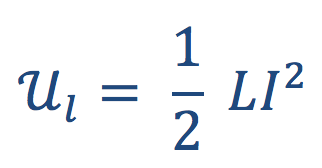 𝒰ₗ = 1/2 LI²